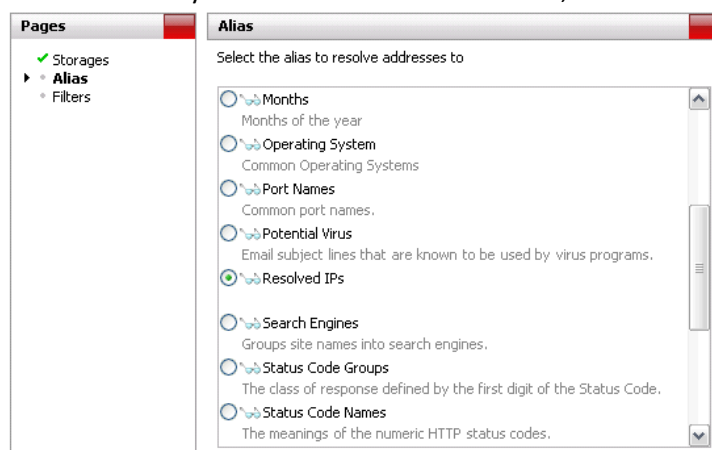 Pages
Storages
Alias
Filters
Alias
Select the alias to resolve addresses to
Months
Months of the year
Operating System
Common Operating Systems
Port Names
Common port names.
Potential Virus
Email subject lines that are known to be used by virus programs.
Resolved IPs
Search Engines
Groups site names into search engines.
Status Code Groups
The class of response defined by the first digit of the Status Code.
Status Code Names
The meanings of the numeric HTTP status codes.